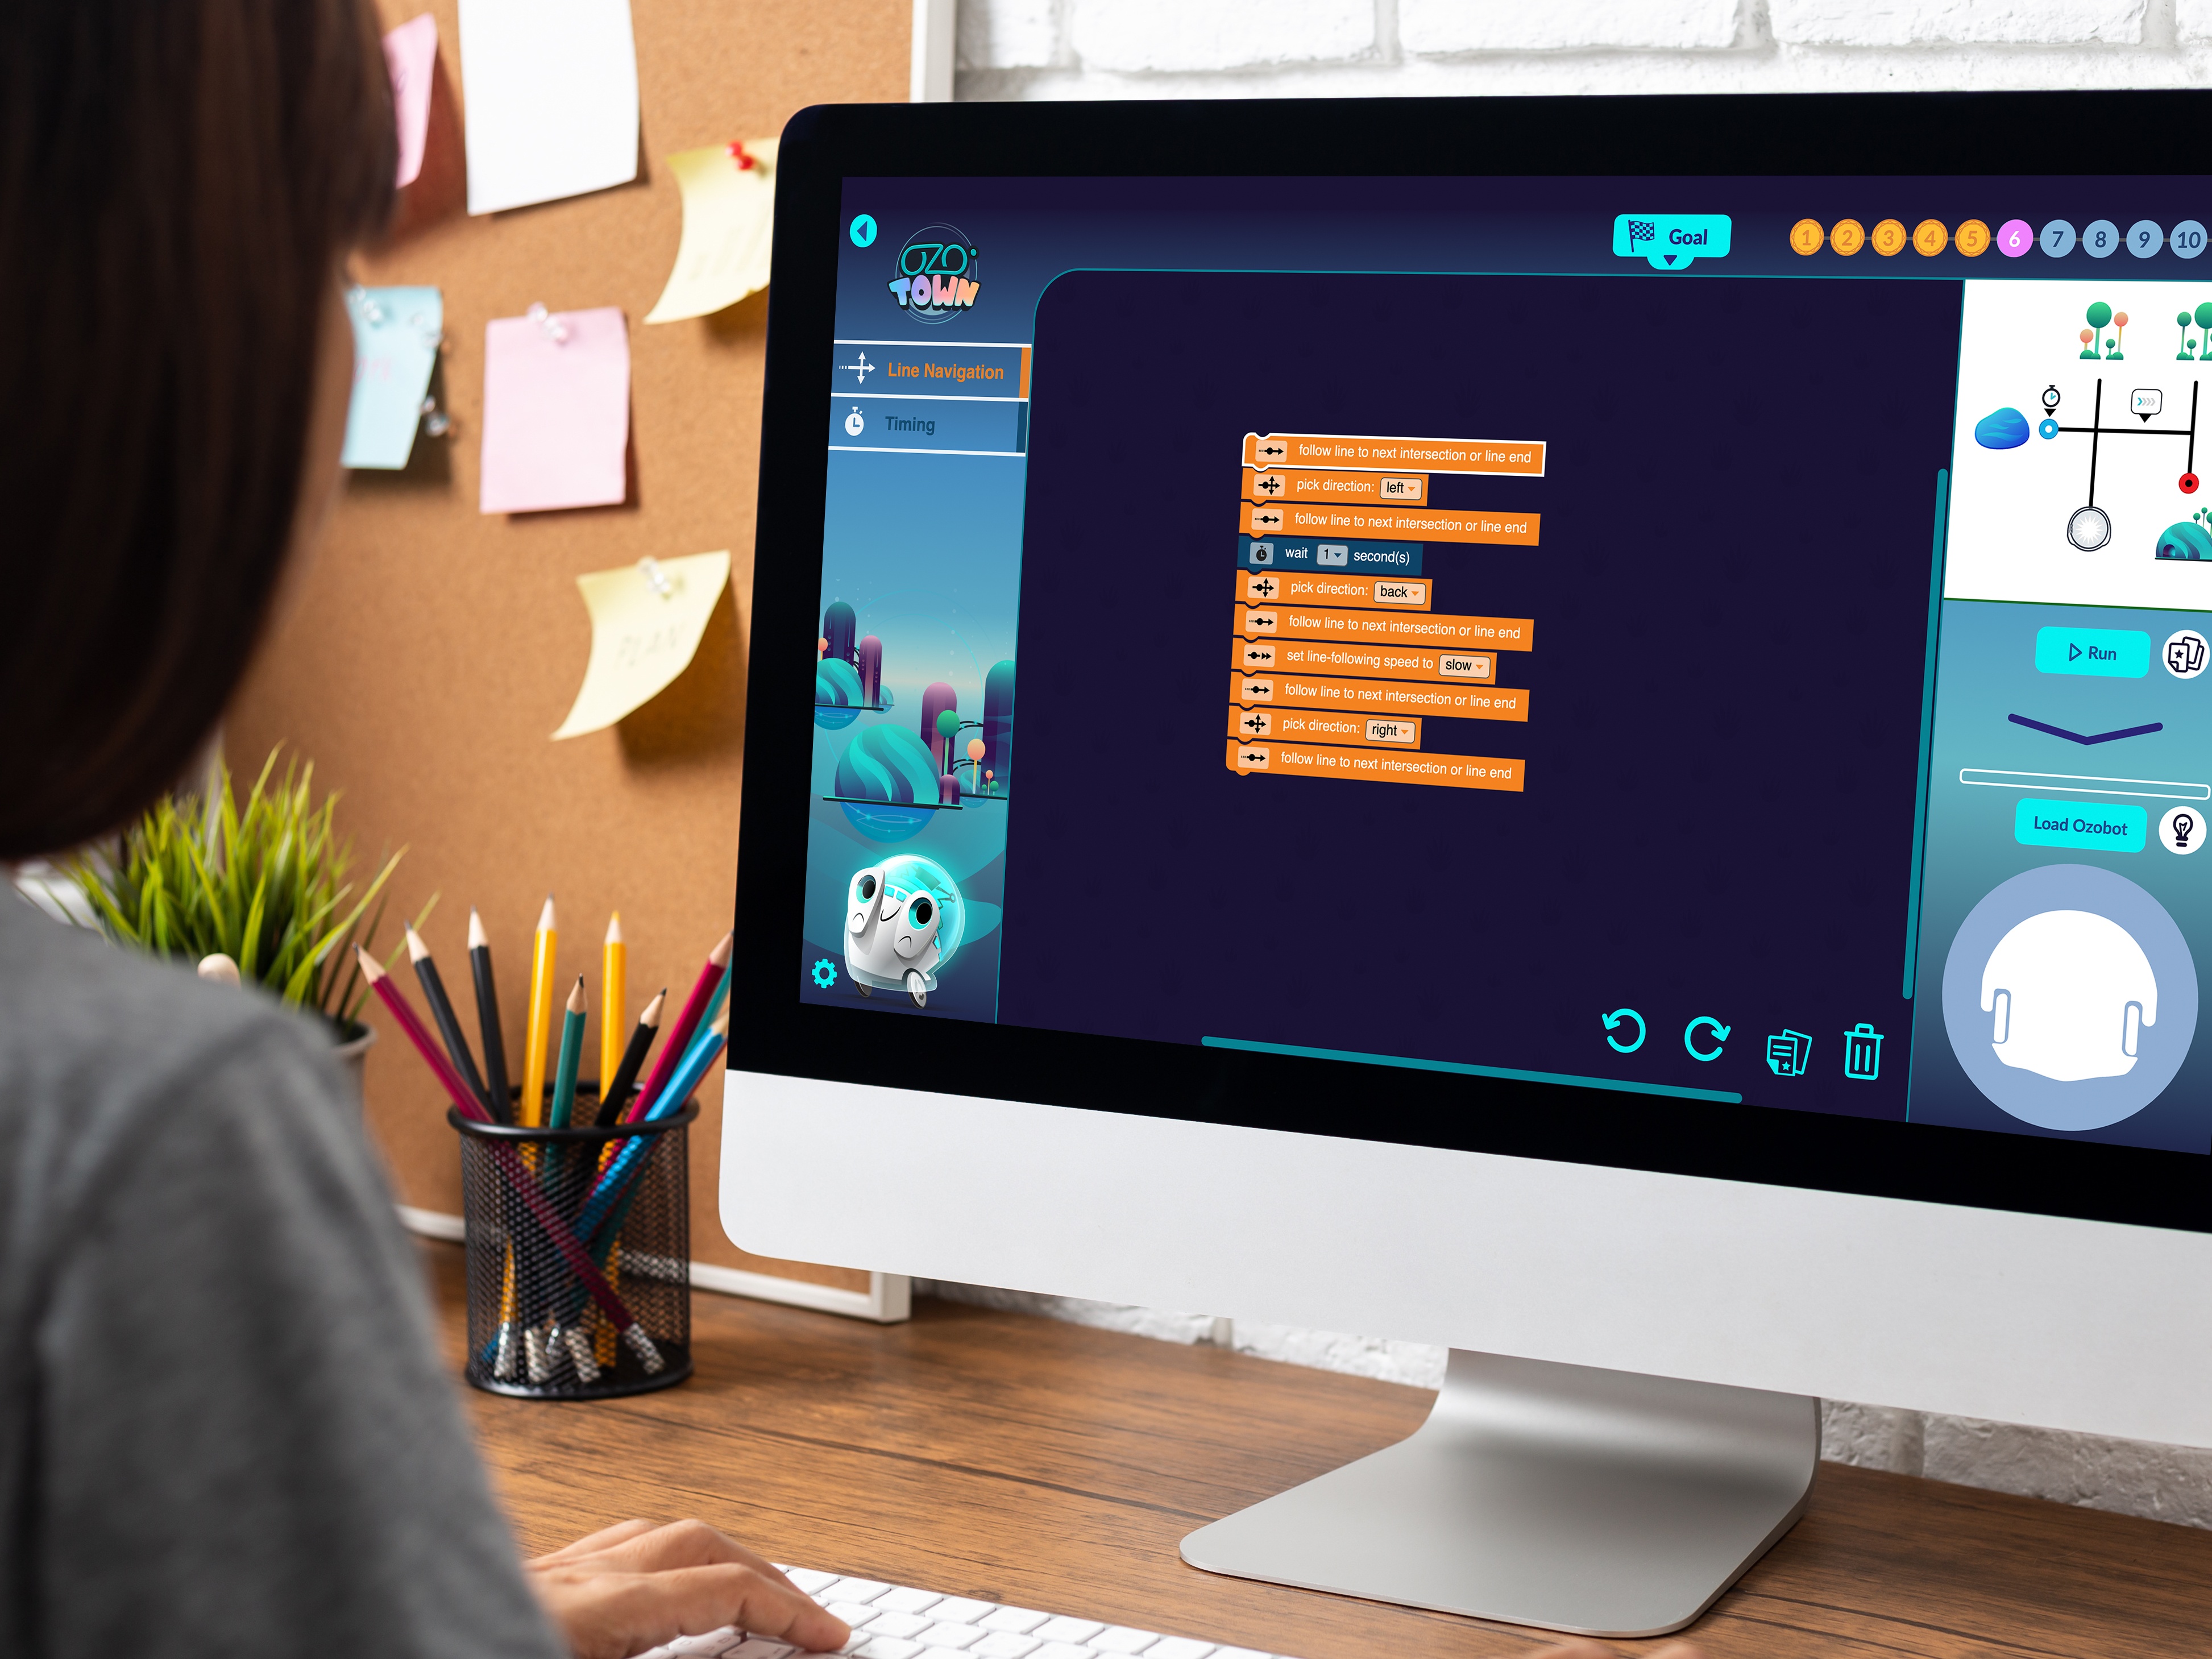 OZO
TOWN
Goal
1 2 3 4 5 6 7 8 9 10
Line Navigation
Timing
follow line to next intersection or line end
pick direction: left
follow line to next intersection or line end
wait 1 second(s)
pick direction: back
follow line to next intersection or line end
set line-following speed to slow
follow line to next intersection or line end
pick direction: right
follow line to next intersection or line end
Run
Load Ozobot
PLAN